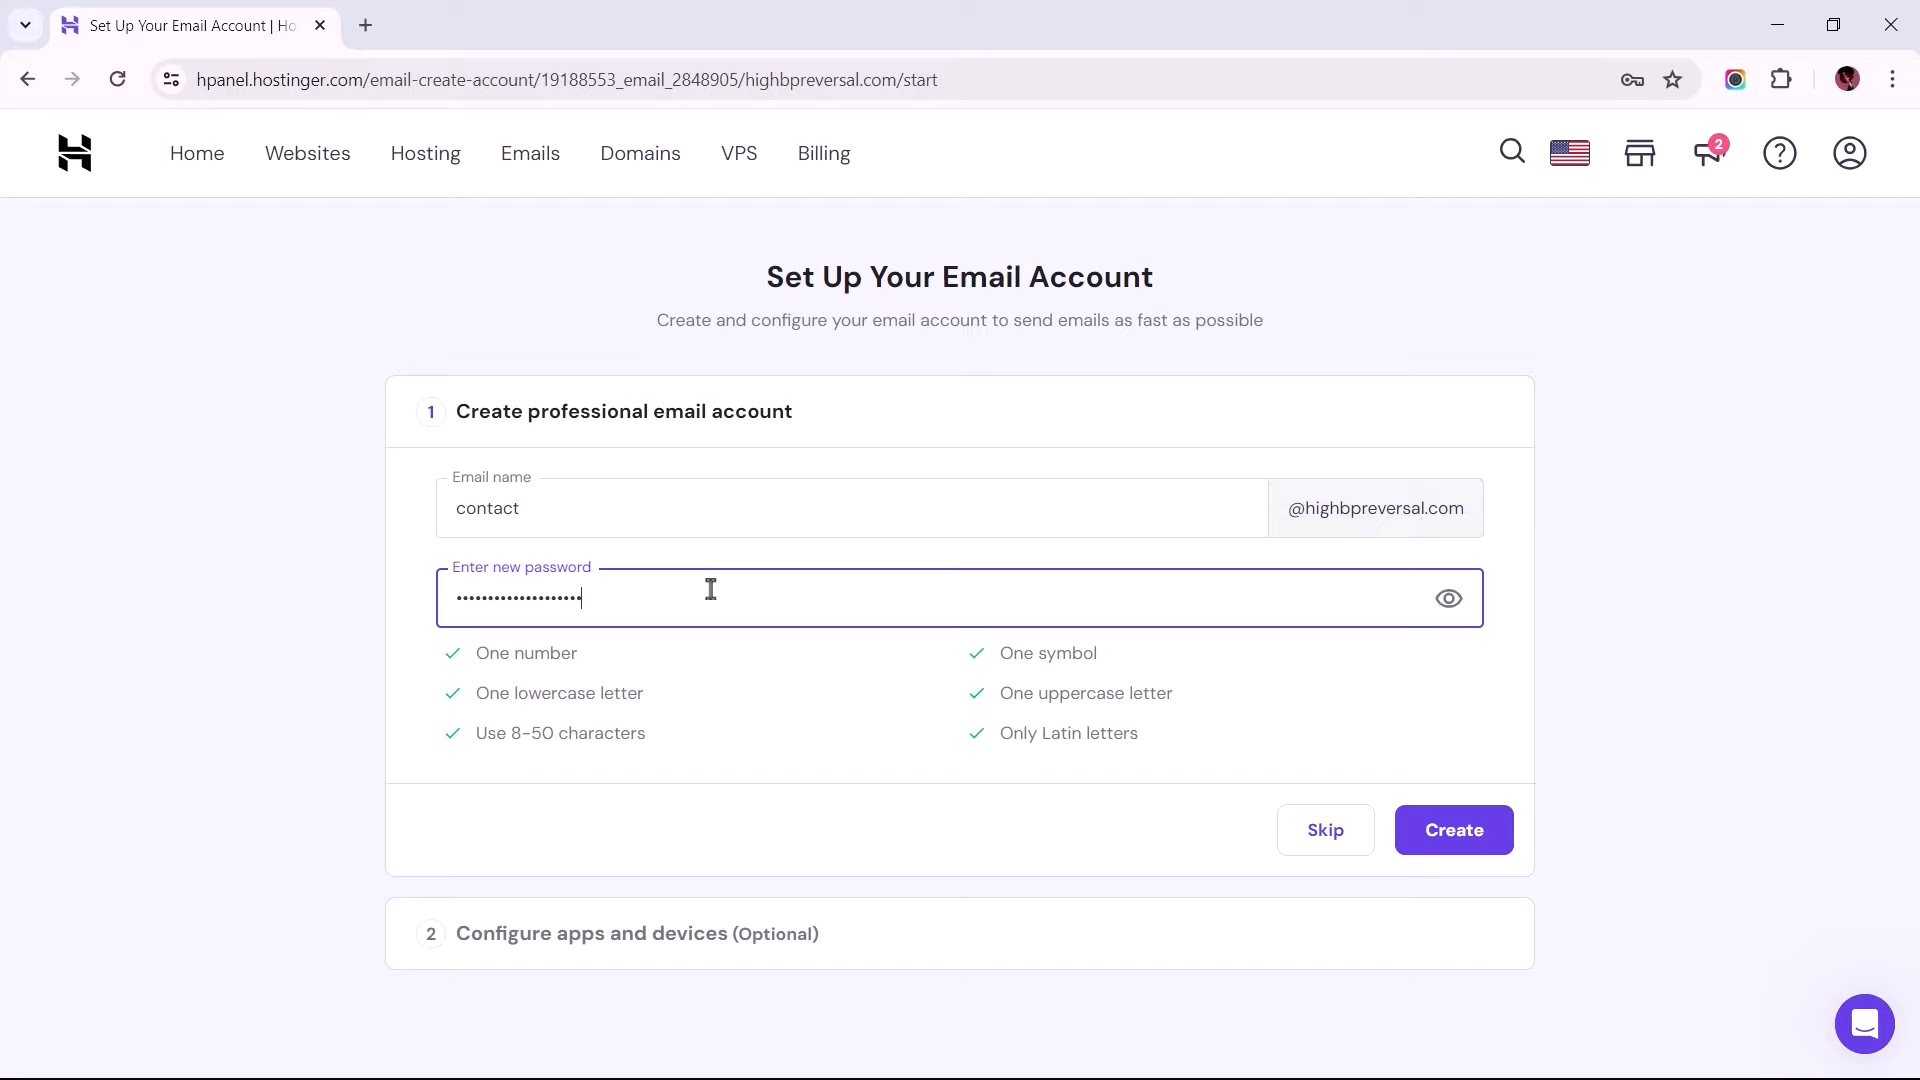 Set Up Your Email Account | Ho
hpanel.hostinger.com/email-create-account/19188553_email_2848905/highbpreversal.com/start
Home Websites Hosting Emails Domains VPS Billing 2
Set Up Your Email Account
Create and configure your email account to send emails as fast as possible
1 Create professional email account
Email name
contact @highbpreversal.com
Enter new password
••••••••••••••••••••
One number One symbol
One lowercase letter One uppercase letter
Use 8-50 characters Only Latin letters
Skip Create
2 Configure apps and devices (Optional)